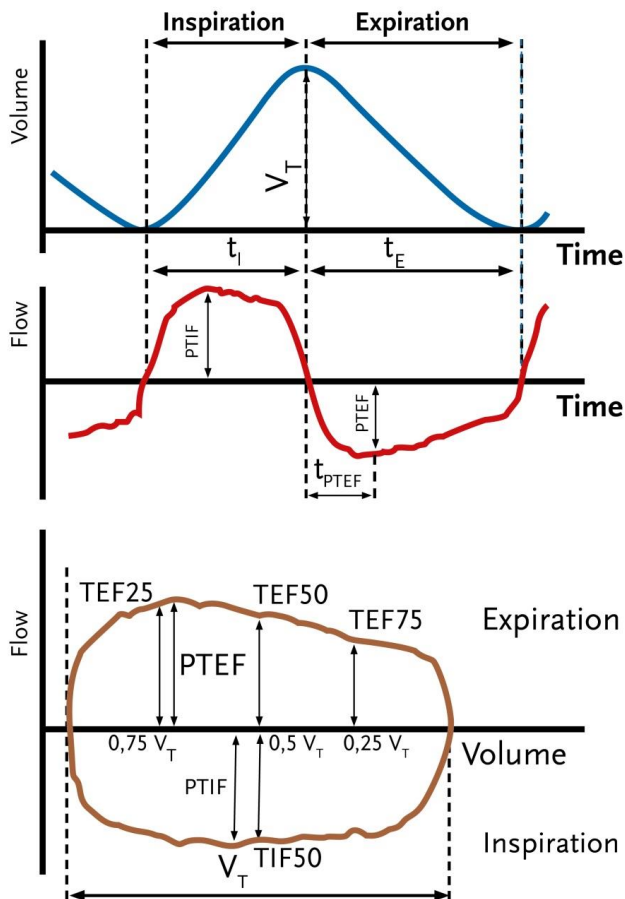 Inspiration Expiration
Volume
V_T
Time
t_I t_E
Flow
PTIF
PTEF
Time
t_PTEF
TEF25 TEF50
TEF75
Flow
Expiration
PTEF
0,75 V_T 0,5 V_T 0,25 V_T
Volume
PTIF
Inspiration
V_T TIF50
V_T